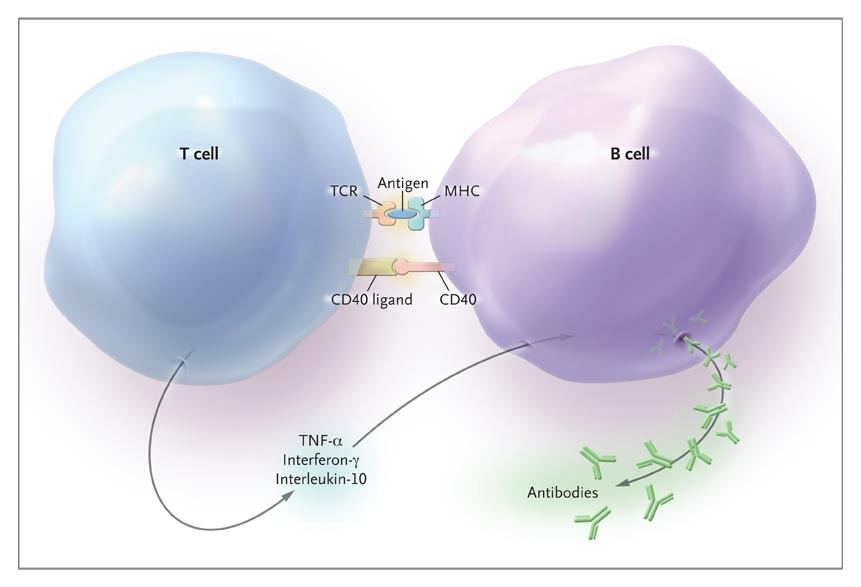 T cell
B cell
TCR
Antigen
MHC
CD40 ligand
CD40
TNF-α
Interferon-γ
Interleukin-10
Antibodies